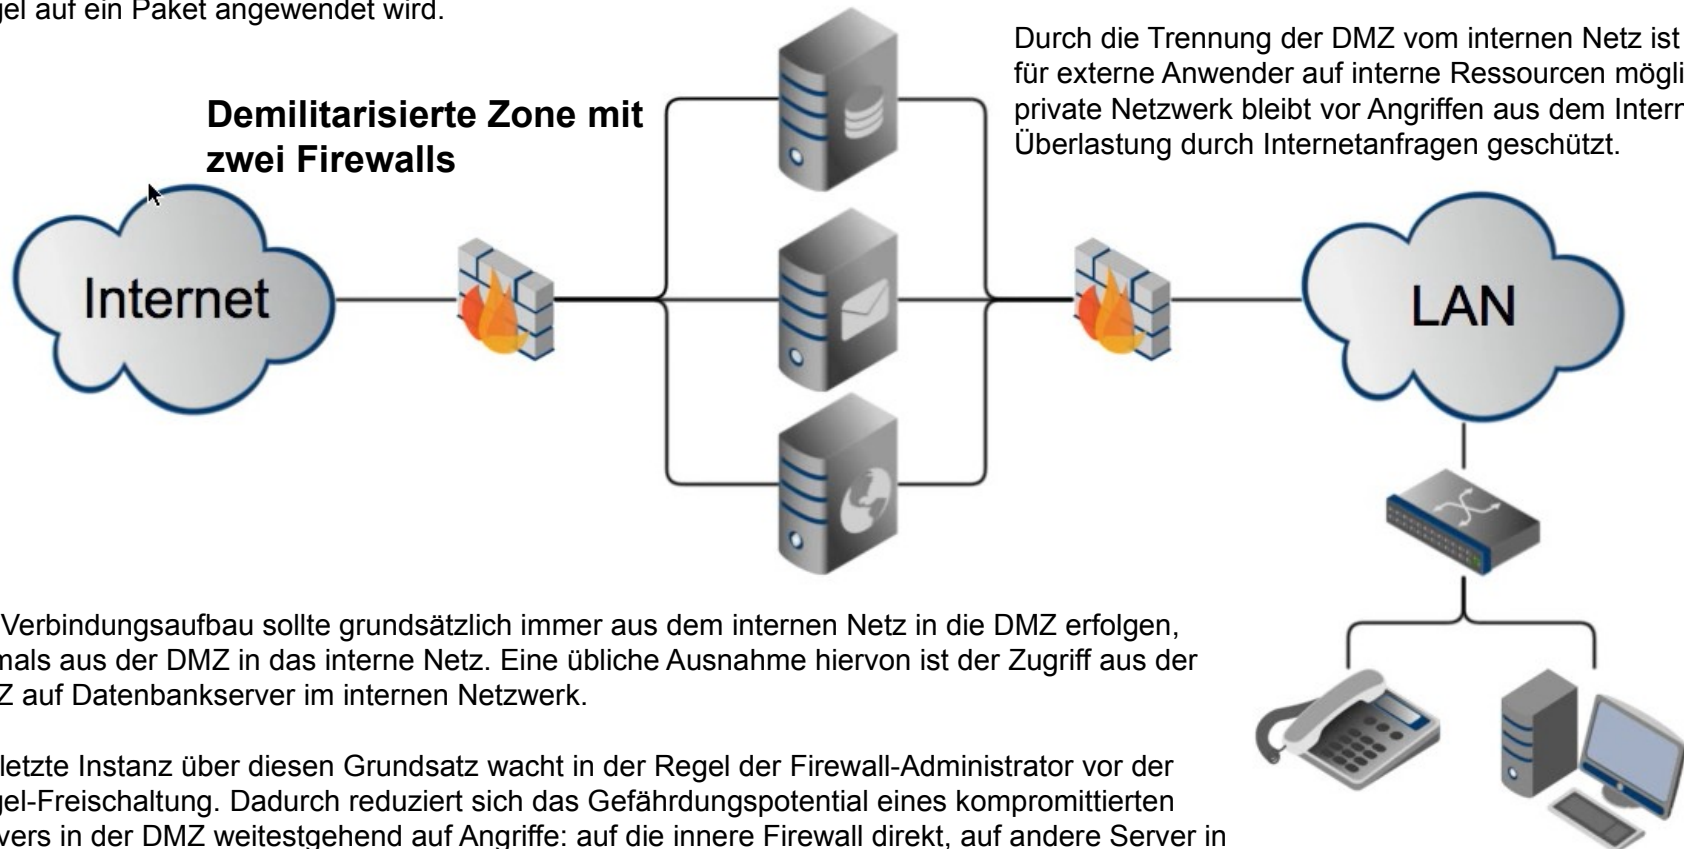 gel auf ein Paket angewendet wird.
Durch die Trennung der DMZ vom internen Netz ist
für externe Anwender auf interne Ressourcen mögli
private Netzwerk bleibt vor Angriffen aus dem Intern
Überlastung durch Internetanfragen geschützt.
Demilitarisierte Zone mit
zwei Firewalls
Internet
LAN
Verbindungsaufbau sollte grundsätzlich immer aus dem internen Netz in die DMZ erfolgen,
mals aus der DMZ in das interne Netz. Eine übliche Ausnahme hiervon ist der Zugriff aus der
Z auf Datenbankserver im internen Netzwerk.
letzte Instanz über diesen Grundsatz wacht in der Regel der Firewall-Administrator vor der
gel-Freischaltung. Dadurch reduziert sich das Gefährdungspotential eines kompromittierten
vers in der DMZ weitestgehend auf Angriffe: auf die innere Firewall direkt, auf andere Server in